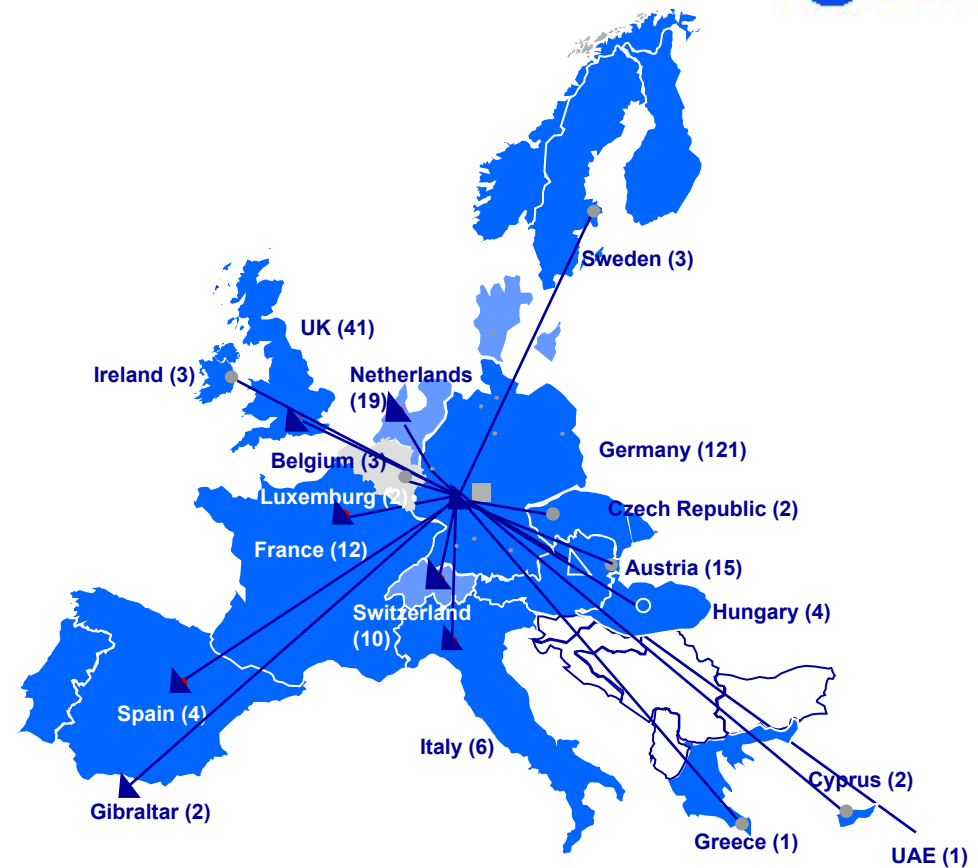 Sweden (3)
UK (41)
Ireland (3)
Netherlands
(19)
Germany (121)
Belgium (3)
Luxemburg (2)
Czech Republic (2)
France (12)
Austria (15)
Switzerland
(10)
Hungary (4)
Spain (4)
Italy (6)
Cyprus (2)
Gibraltar (2)
Greece (1)
UAE (1)